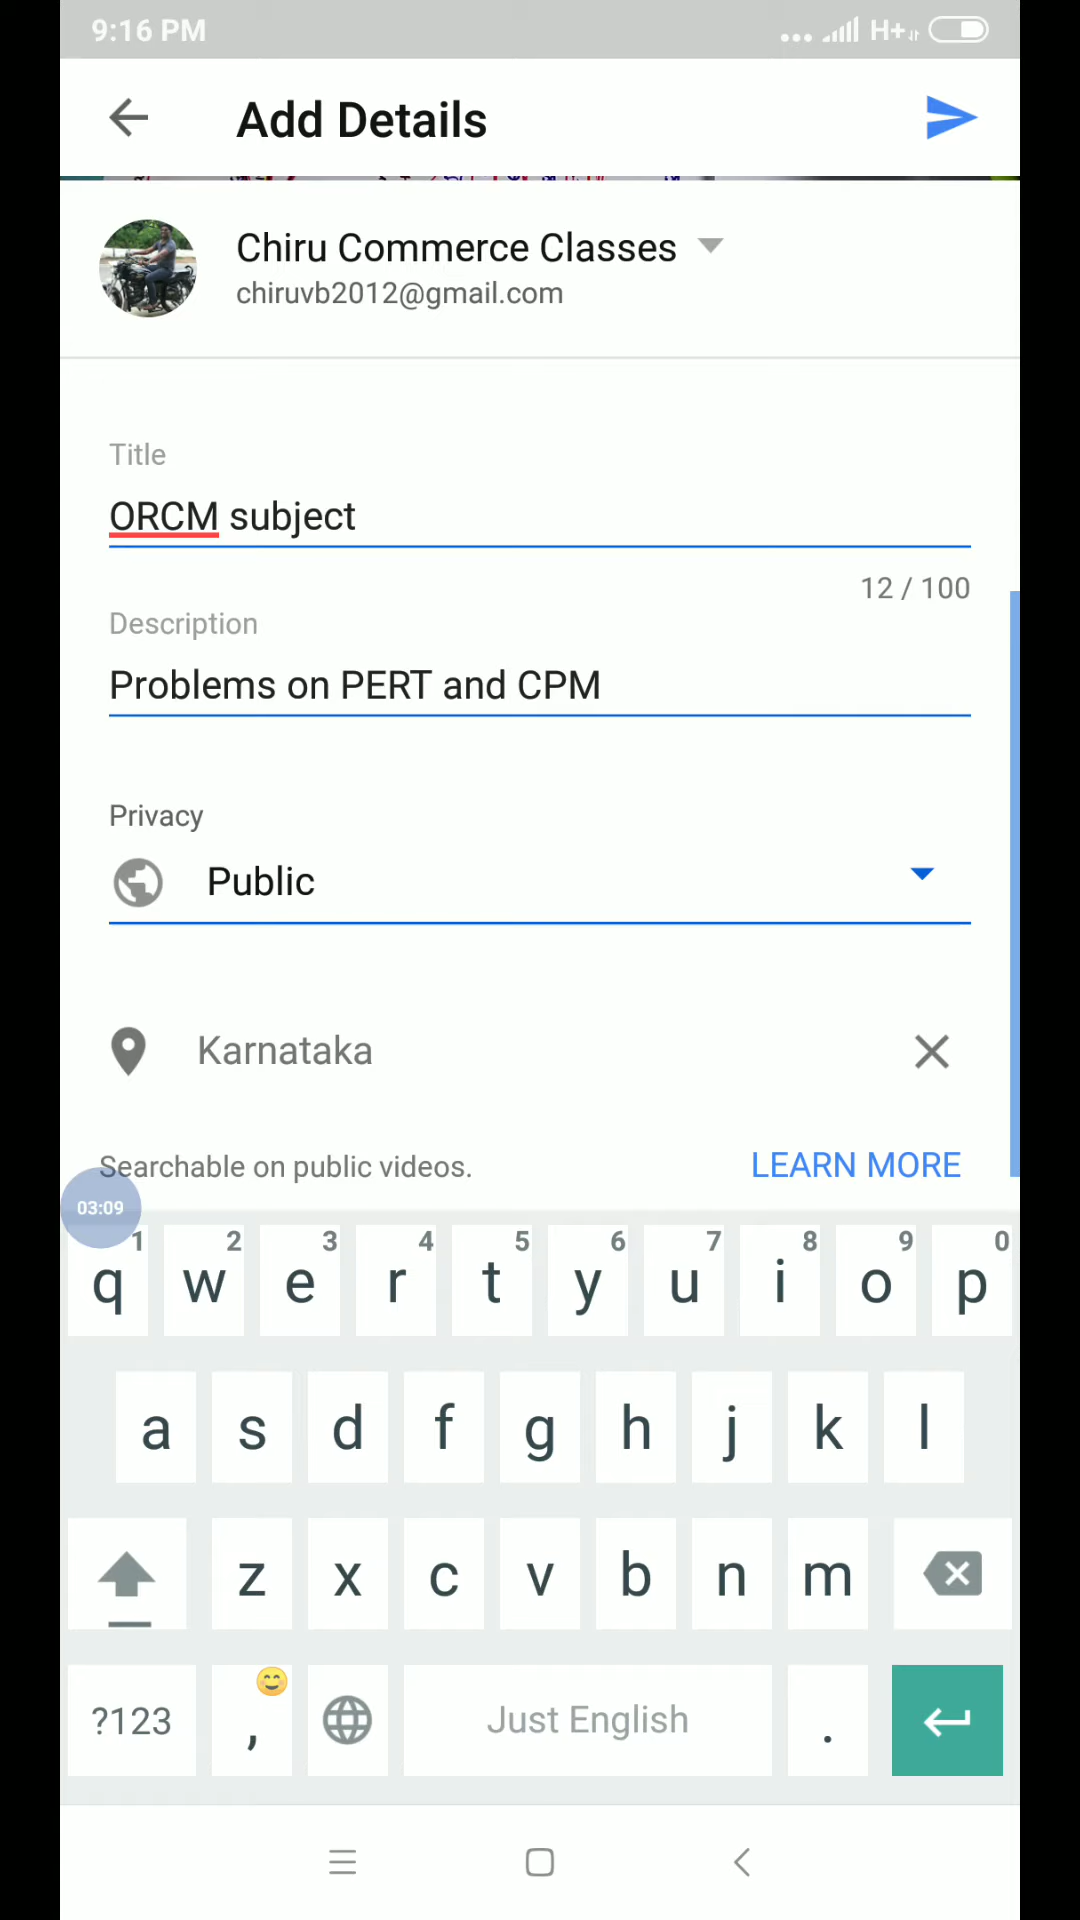 9:16 PM
H+
Add Details
Chiru Commerce Classes
chiruvb2012@gmail.com
Title
ORCM subject
12 / 100
Description
Problems on PERT and CPM
Privacy
Public
Karnataka
Searchable on public videos.
LEARN MORE
03:09
1 2 3 4 5 6 7 8 9 0
q w e r t y u i o p
a s d f g h j k l
z x c v b n m
?123 , Just English .